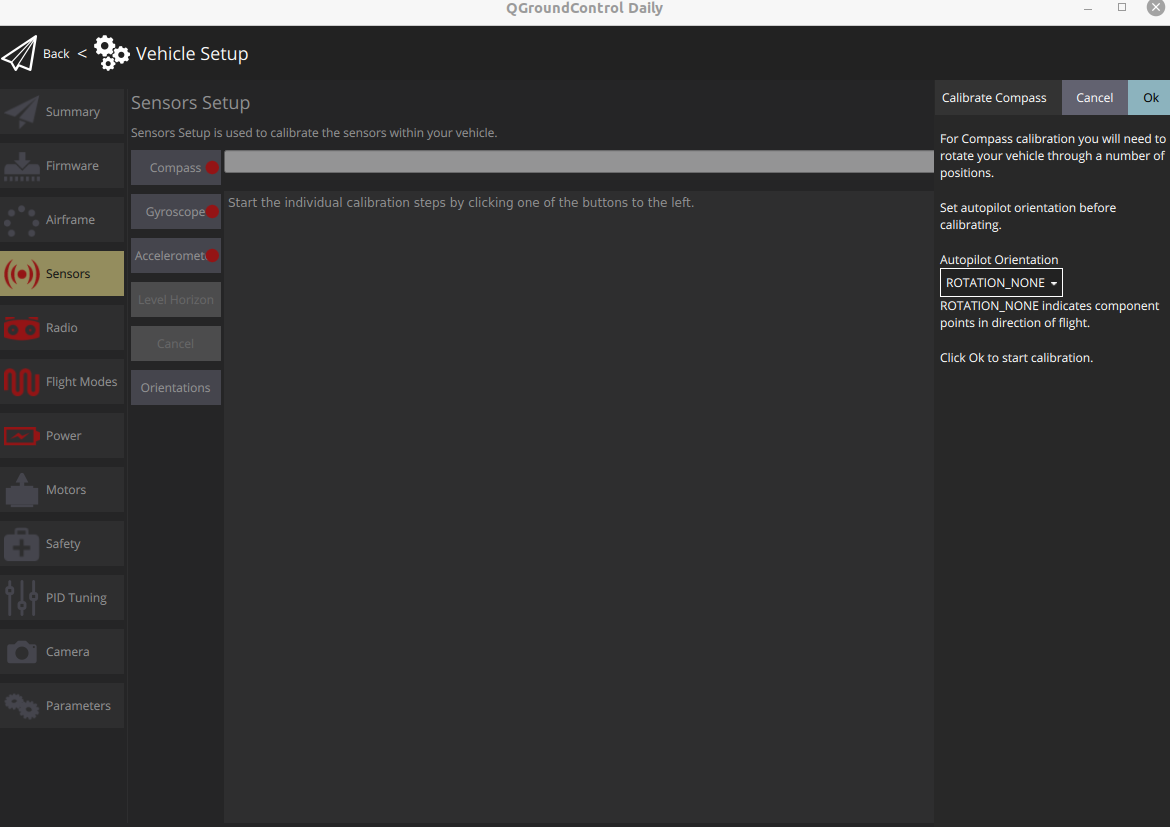 QGroundControl Daily
Back < Vehicle Setup
Summary
Firmware
Airframe
Sensors
Radio
Flight Modes
Power
Motors
Safety
PID Tuning
Camera
Parameters
Sensors Setup
Sensors Setup is used to calibrate the sensors within your vehicle.
Compass
Gyroscope
Acceleromet
Level Horizon
Cancel
Orientations
Start the individual calibration steps by clicking one of the buttons to the left.
Calibrate Compass Cancel Ok
For Compass calibration you will need to
rotate your vehicle through a number of
positions.
Set autopilot orientation before
calibrating.
Autopilot Orientation
ROTATION_NONE
ROTATION_NONE indicates component
points in direction of flight.
Click Ok to start calibration.